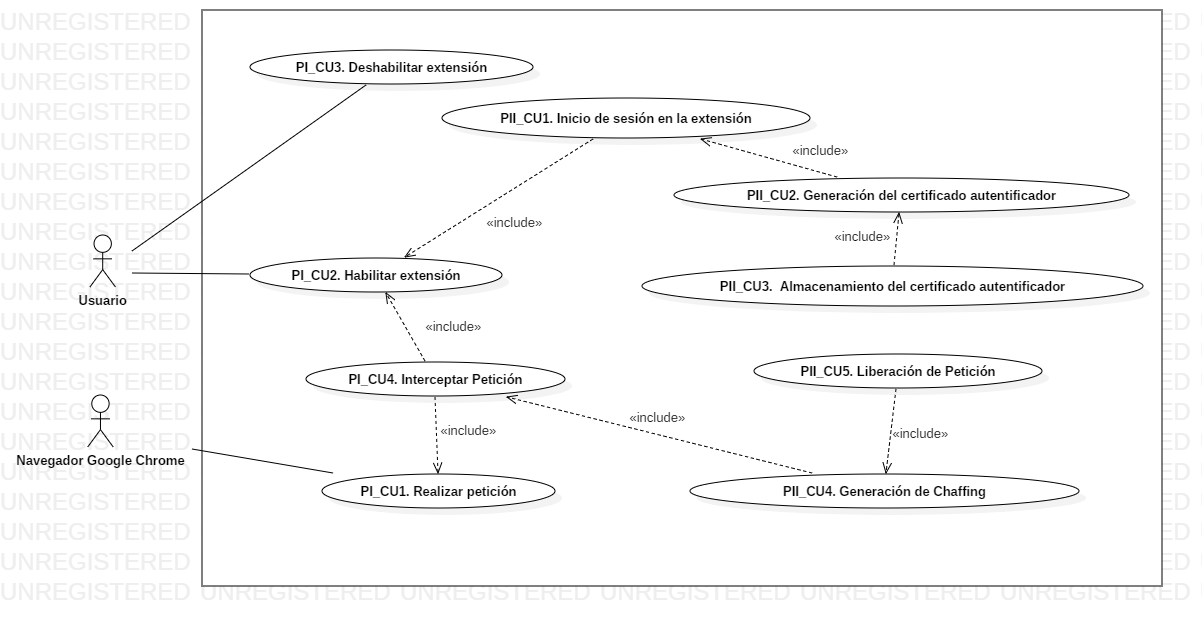 UNREGISTERED
PI_CU3. Deshabilitar extensión
PII_CU1. Inicio de sesión en la extensión
«include»
PII_CU2. Generación del certificado autentificador
«include»
«include»
PI_CU2. Habilitar extensión
PII_CU3.  Almacenamiento del certificado autentificador
Usuario
«include»
PII_CU5. Liberación de Petición
PI_CU4. Interceptar Petición
«include»
«include»
«include»
Navegador Google Chrome
PI_CU1. Realizar petición
PII_CU4. Generación de Chaffing
UNREGISTERED UNREGISTERED UNREGISTERED UNREGISTERED UNREGISTERED UNREGISTERED